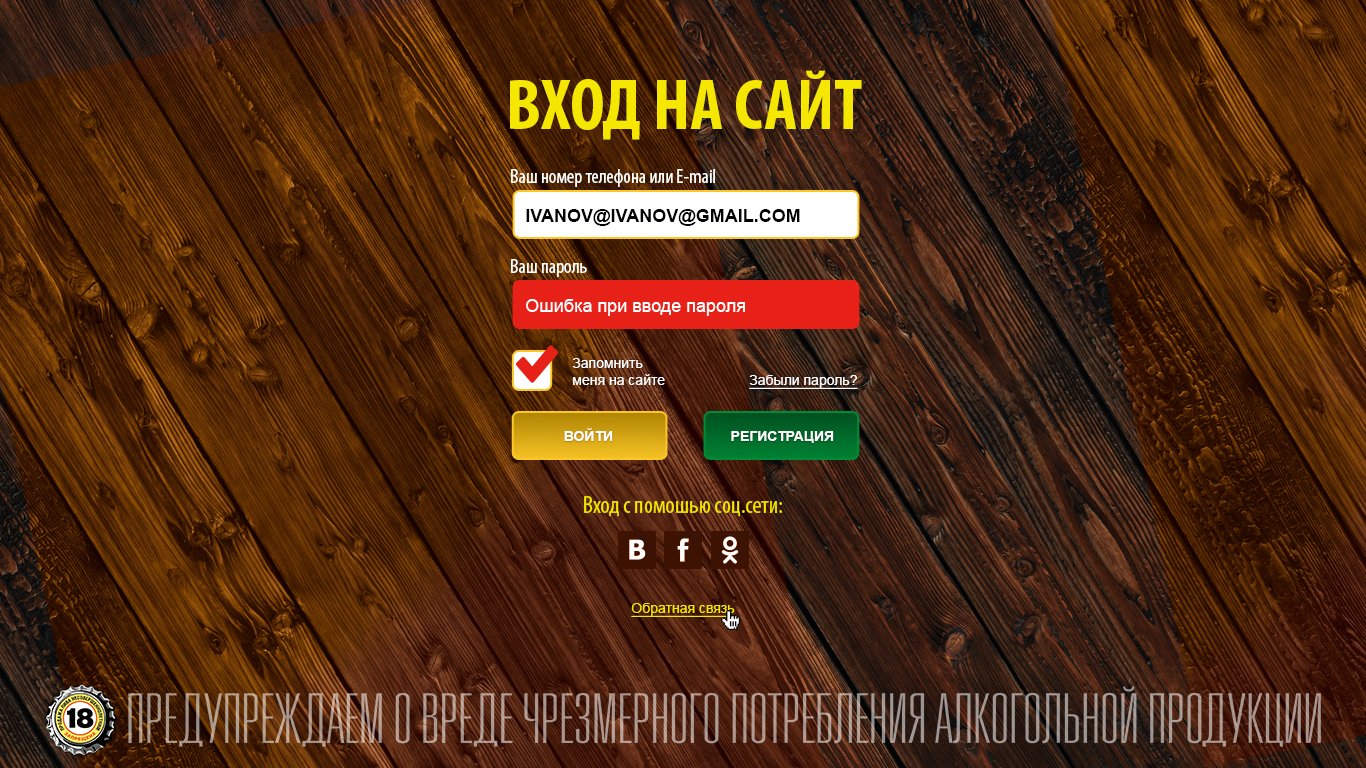 ВХОД НА САЙТ
Ваш номер телефона или E-mail
IVANOV@IVANOV@GMAIL.COM
Ваш пароль
Ошибка при вводе пароля
Запомнить
меня на сайте
Забыли пароль?
ВОЙТИ
РЕГИСТРАЦИЯ
Вход с помошью соц.сети:
Обратная связь
18
ЗАПРЕЩЕНА
ПРЕДУПРЕЖДАЕМ О ВРЕДЕ ЧРЕЗМЕРНОГО ПОТРЕБЛЕНИЯ АЛКОГОЛЬНОЙ ПРОДУКЦИИ